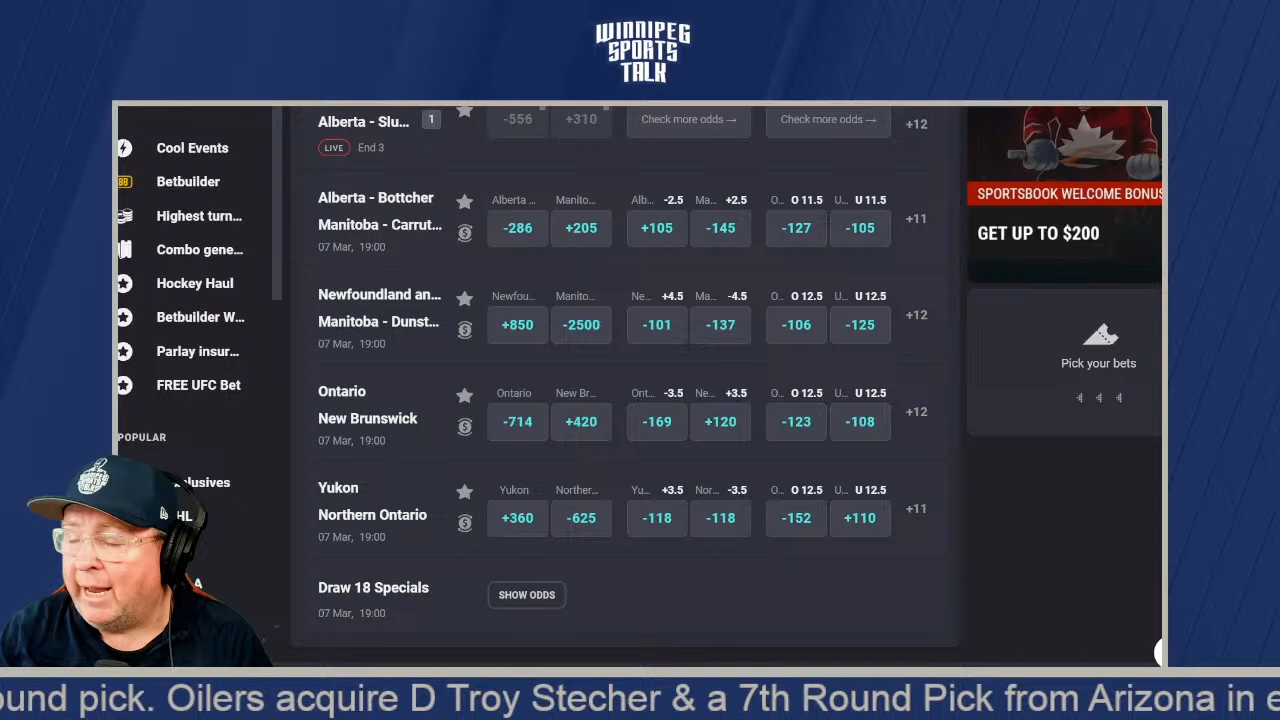 WINNIPEG
SPORTS
TALK
Alberta - Slu... 1 -556 +310 Check more odds → Check more odds → +12
LIVE End 3
Alberta - Bottcher Alberta ... Manito... Alb... -2.5 Ma... +2.5 O... O 11.5 U... U 11.5
Manitoba - Carrut... -286 +205 +105 -145 -127 -105 +11
07 Mar, 19:00
Newfoundland an... Newfou... Manito... Ne... +4.5 Ma... -4.5 O... O 12.5 U... U 12.5
Manitoba - Dunst... +850 -2500 -101 -137 -106 -125 +12
07 Mar, 19:00
Ontario Ontario New Br... Ont... -3.5 Ne... +3.5 O... O 12.5 U... U 12.5
New Brunswick -714 +420 -169 +120 -123 -108 +12
07 Mar, 19:00
Yukon Yukon Norther... Yu... +3.5 Nor... -3.5 O... O 12.5 U... U 12.5
Northern Ontario +360 -625 -118 -118 -152 +110 +11
07 Mar, 19:00
Draw 18 Specials SHOW ODDS
07 Mar, 19:00
Cool Events
BB Betbuilder
Highest turn...
Combo gene...
Hockey Haul
Betbuilder W...
Parlay insur...
FREE UFC Bet
POPULAR
SPORTSBOOK WELCOME BONUS
GET UP TO $200
Pick your bets
WINNIPEG
SPORTS
TALK
ound pick. Oilers acquire D Troy Stecher & a 7th Round Pick from Arizona in e